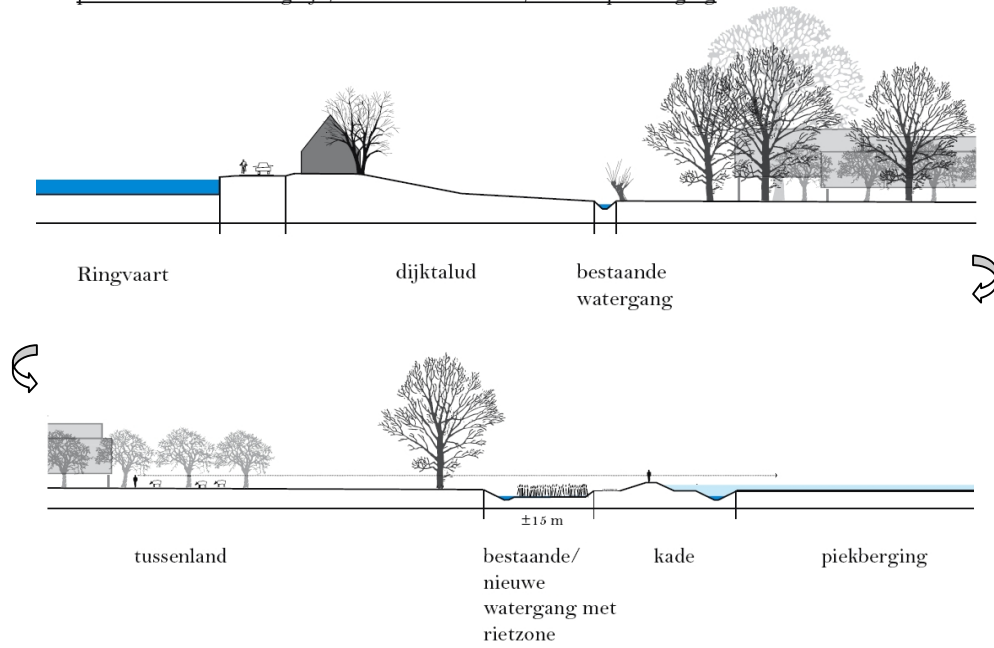 Ringvaart
dijktalud
bestaande
watergang
±15 m
tussenland
bestaande/
nieuwe
watergang met
rietzone
kade
piekberging